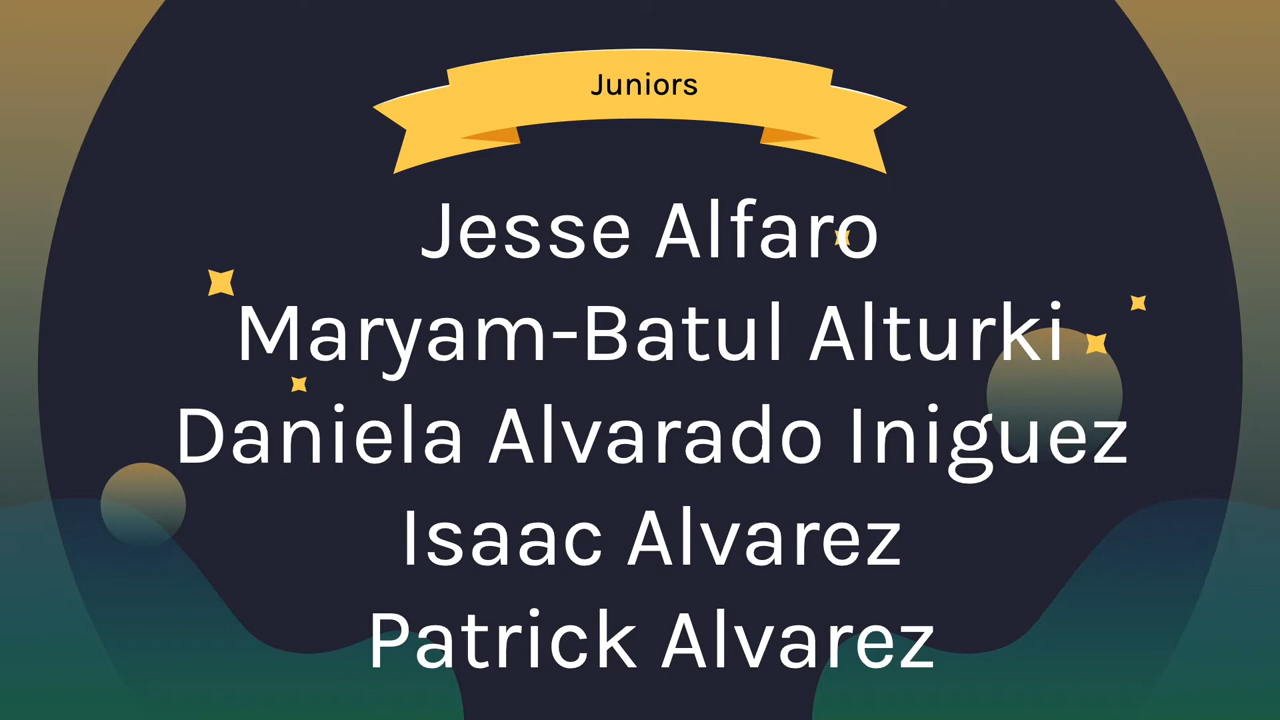 Juniors
Jesse Alfaro
Maryam-Batul Alturki
Daniela Alvarado Iniguez
Isaac Alvarez
Patrick Alvarez